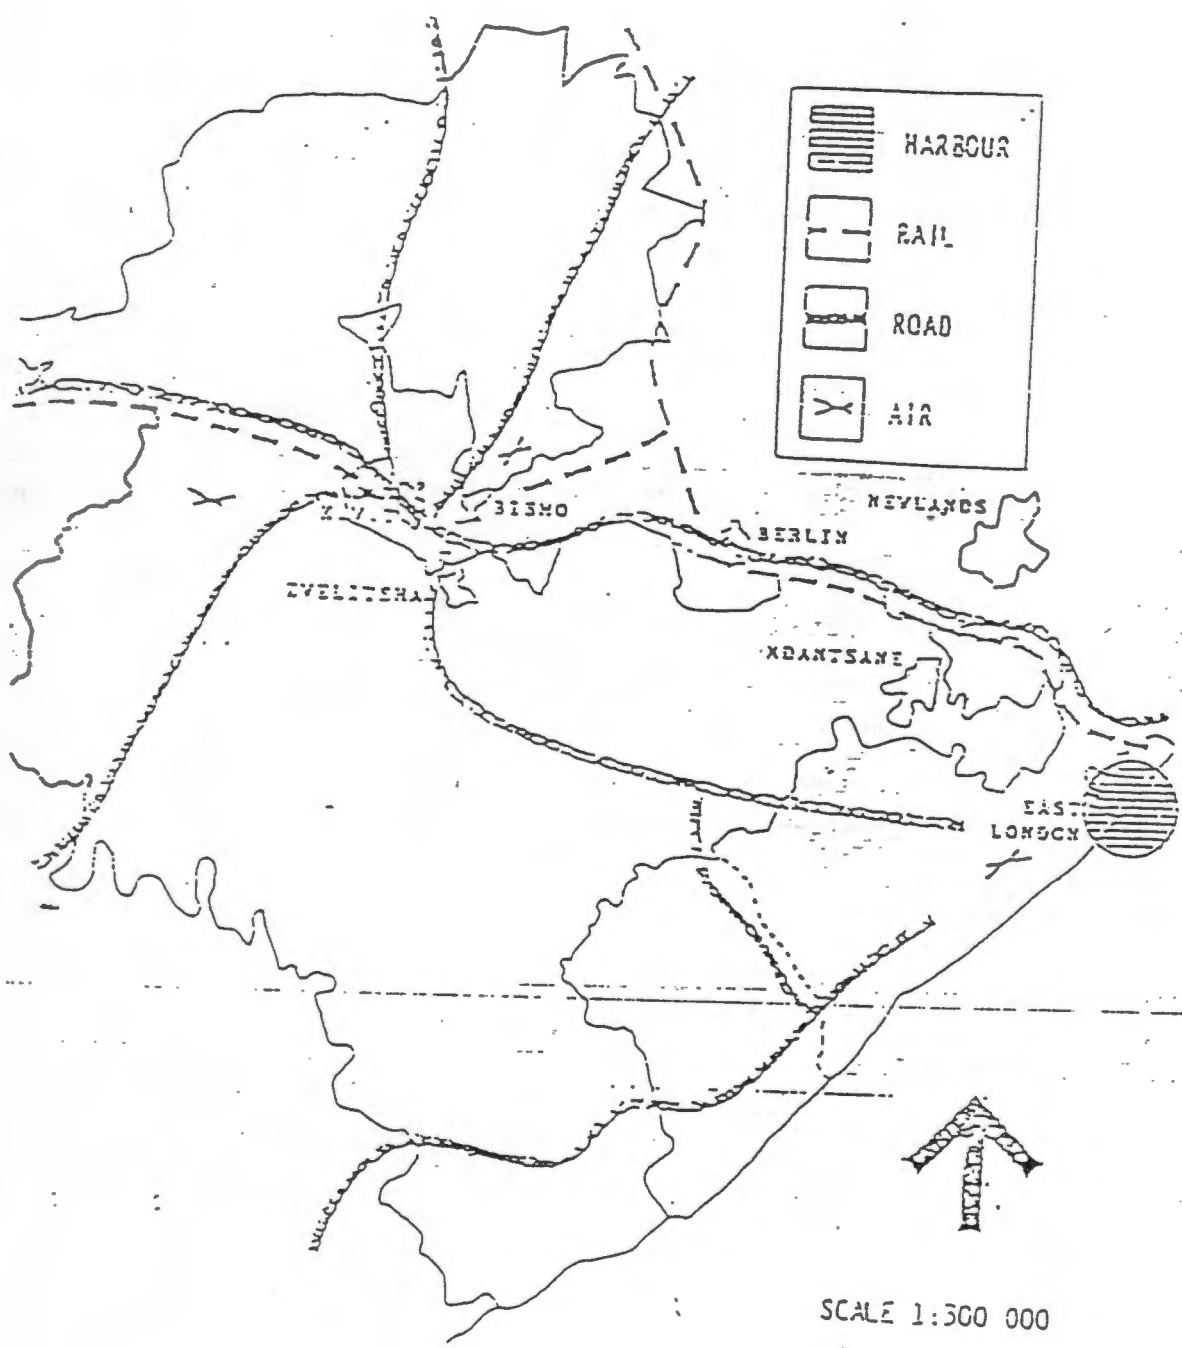 HARBOUR
RAIL
ROAD
AIR
NEWLANDS
BISHO
BERLIN
ZWELITSHA
MDANTSANE
EAST
LONDON
SCALE 1:500 000